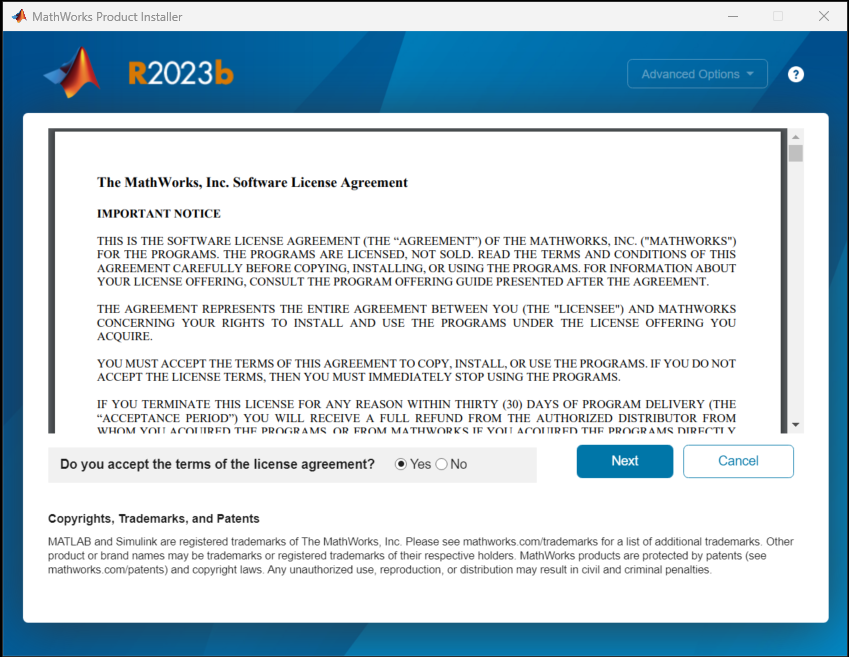 MathWorks Product Installer
R2023b
Advanced Options
?
The MathWorks, Inc. Software License Agreement
IMPORTANT NOTICE
THIS IS THE SOFTWARE LICENSE AGREEMENT (THE “AGREEMENT”) OF THE MATHWORKS, INC. ("MATHWORKS")
FOR THE PROGRAMS. THE PROGRAMS ARE LICENSED, NOT SOLD. READ THE TERMS AND CONDITIONS OF THIS
AGREEMENT CAREFULLY BEFORE COPYING, INSTALLING, OR USING THE PROGRAMS. FOR INFORMATION ABOUT
YOUR LICENSE OFFERING, CONSULT THE PROGRAM OFFERING GUIDE PRESENTED AFTER THE AGREEMENT.
THE AGREEMENT REPRESENTS THE ENTIRE AGREEMENT BETWEEN YOU (THE "LICENSEE") AND MATHWORKS
CONCERNING YOUR RIGHTS TO INSTALL AND USE THE PROGRAMS UNDER THE LICENSE OFFERING YOU
ACQUIRE.
YOU MUST ACCEPT THE TERMS OF THIS AGREEMENT TO COPY, INSTALL, OR USE THE PROGRAMS. IF YOU DO NOT
ACCEPT THE LICENSE TERMS, THEN YOU MUST IMMEDIATELY STOP USING THE PROGRAMS.
IF YOU TERMINATE THIS LICENSE FOR ANY REASON WITHIN THIRTY (30) DAYS OF PROGRAM DELIVERY (THE
“ACCEPTANCE PERIOD”) YOU WILL RECEIVE A FULL REFUND FROM THE AUTHORIZED DISTRIBUTOR FROM
WHOM YOU ACQUIRED THE PROGRAMS, OR FROM MATHWORKS IF YOU ACQUIRED THE PROGRAMS DIRECTLY
Do you accept the terms of the license agreement? Yes No
Next
Cancel
Copyrights, Trademarks, and Patents
MATLAB and Simulink are registered trademarks of The MathWorks, Inc. Please see mathworks.com/trademarks for a list of additional trademarks. Other
product or brand names may be trademarks or registered trademarks of their respective holders. MathWorks products are protected by patents (see
mathworks.com/patents) and copyright laws. Any unauthorized use, reproduction, or distribution may result in civil and criminal penalties.